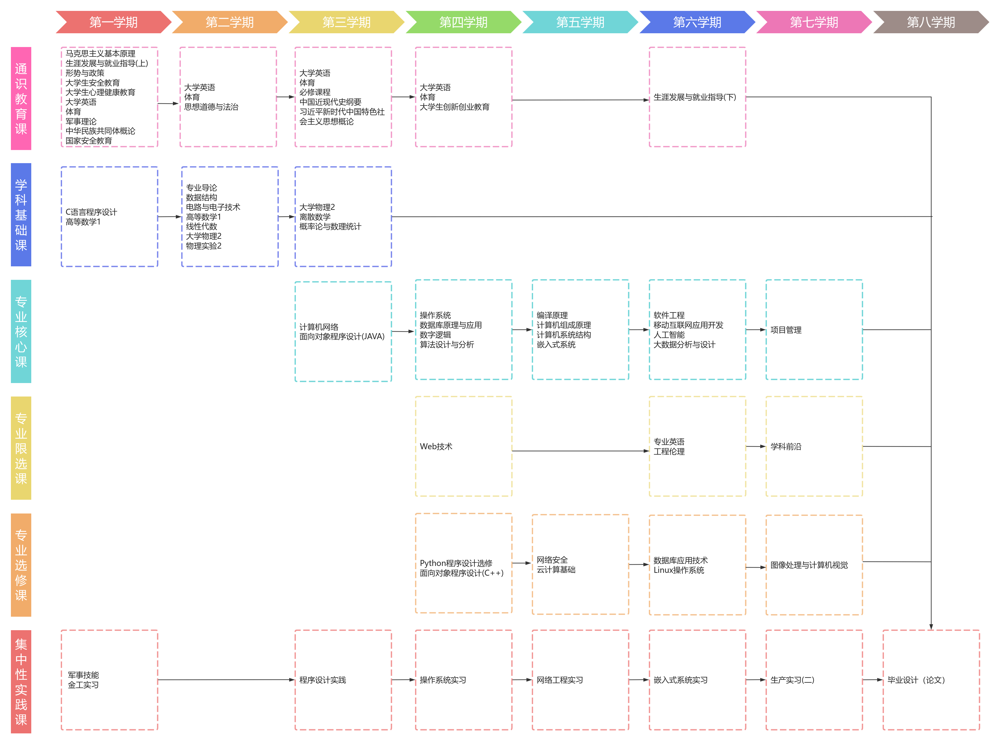 第一学期
第二学期
第三学期
第四学期
第五学期
第六学期
第七学期
第八学期
通识教育课
马克思主义基本原理
生涯发展与就业指导(上)
形势与政策
大学生安全教育
大学生心理健康教育
大学英语
体育
军事理论
中华民族共同体概论
国家安全教育
大学英语
体育
思想道德与法治
大学英语
体育
必修课程
中国近现代史纲要
习近平新时代中国特色社
会主义思想概论
大学英语
体育
大学生创新创业教育
生涯发展与就业指导(下)
学科基础课
C语言程序设计
高等数学1
专业导论
数据结构
电路与电子技术
高等数学1
线性代数
大学物理2
物理实验2
大学物理2
离散数学
概率论与数理统计
专业核心课
计算机网络
面向对象程序设计(JAVA)
操作系统
数据库原理与应用
数字逻辑
算法设计与分析
编译原理
计算机组成原理
计算机系统结构
嵌入式系统
软件工程
移动互联网应用开发
人工智能
大数据分析与设计
项目管理
专业限选课
Web技术
专业英语
工程伦理
学科前沿
专业选修课
Python程序设计选修
面向对象程序设计(C++)
网络安全
云计算基础
数据库应用技术
Linux操作系统
图像处理与计算机视觉
集中性实践课
军事技能
金工实习
程序设计实践
操作系统实习
网络工程实习
嵌入式系统实习
生产实习(二)
毕业设计（论文）